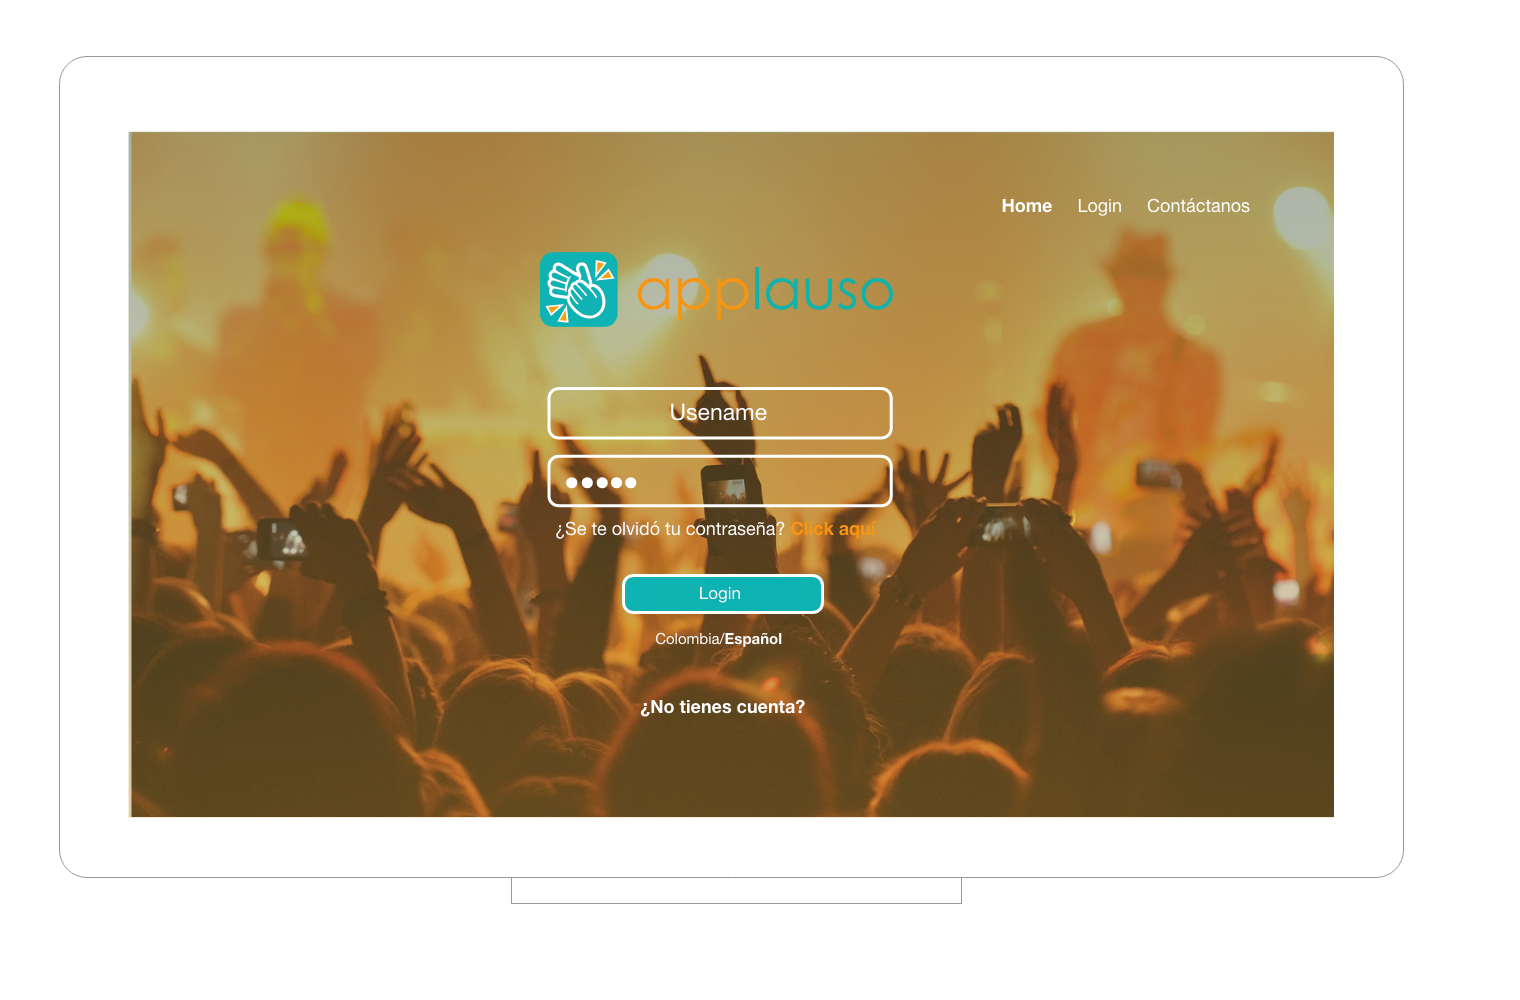 Home Login Contáctanos
applauso
Usename
¿Se te olvidó tu contraseña? Click aquí
Login
Colombia/Español
¿No tienes cuenta?